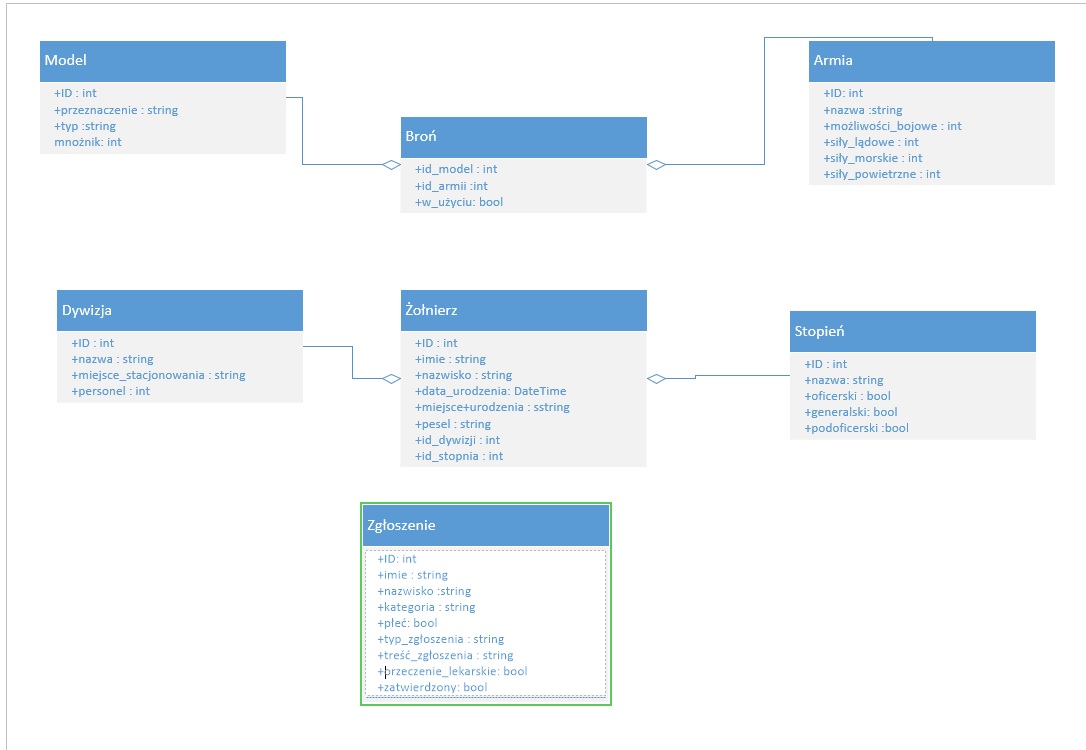 Model
+ID : int
+przeznaczenie : string
+typ :string
mnożnik: int
Broń
+id_model : int
+id_armii :int
+w_użyciu: bool
Armia
+ID: int
+nazwa :string
+możliwości_bojowe : int
+siły_lądowe : int
+siły_morskie : int
+siły_powietrzne : int
Dywizja
+ID : int
+nazwa : string
+miejsce_stacjonowania : string
+personel : int
Żołnierz
+ID : int
+imie : string
+nazwisko : string
+data_urodzenia: DateTime
+miejsce+urodzenia : sstring
+pesel : string
+id_dywizji : int
+id_stopnia : int
Stopień
+ID : int
+nazwa: string
+oficerski : bool
+generalski: bool
+podoficerski :bool
Zgłoszenie
+ID: int
+imie : string
+nazwisko :string
+kategoria : string
+płeć: bool
+typ_zgłoszenia : string
+treść_zgłoszenia : string
+orzeczenie_lekarskie: bool
+zatwierdzony: bool